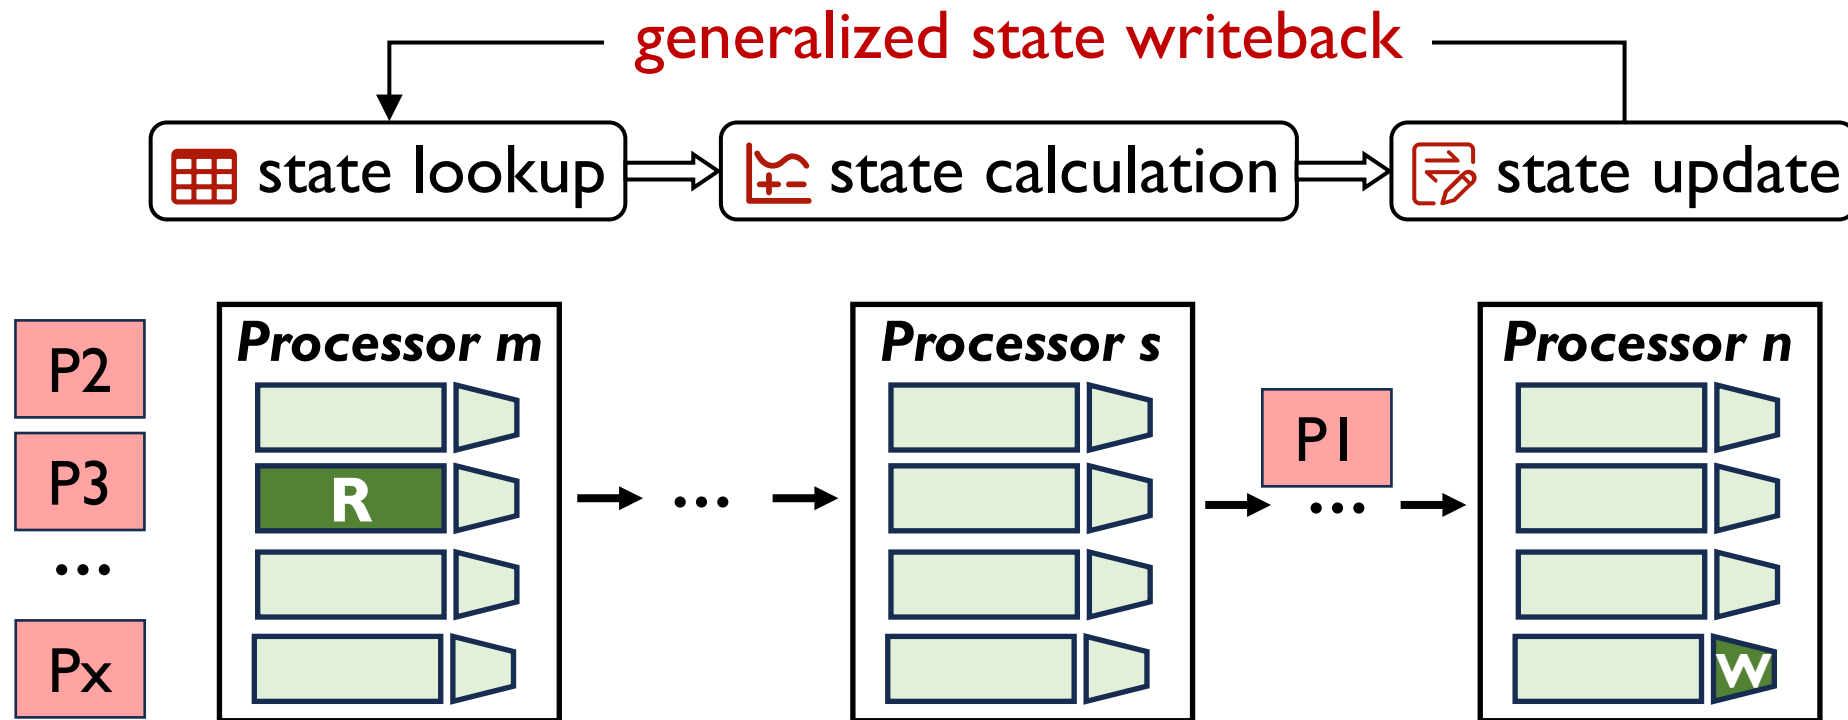 generalized state writeback
state lookup
state calculation
state update
Processor m
Processor s
Processor n
P2
P3
...
Px
R
...
P1
...
W